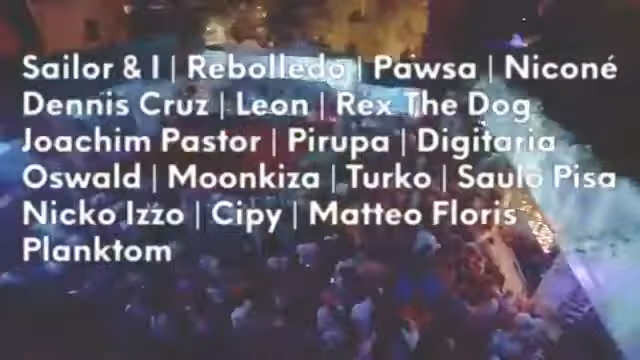 Sailor & I | Rebolledo | Pawsa | Niconé
Dennis Cruz | Leon | Rex The Dog
Joachim Pastor | Pirupa | Digitaria
Oswald | Moonkiza | Turko | Saulo Pisa
Nicko Izzo | Cipy | Matteo Floris
Planktom